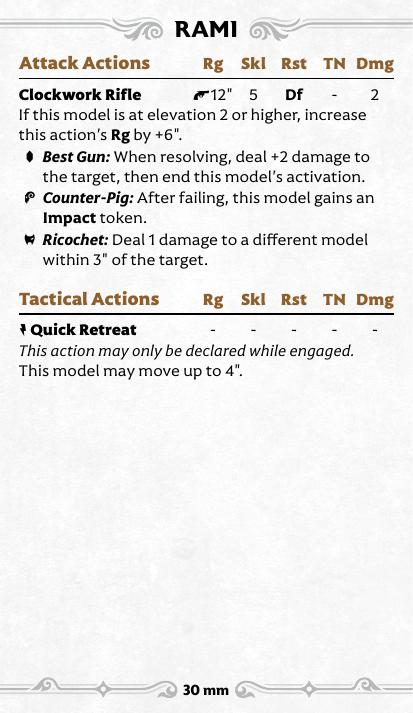 RAMI
Attack Actions Rg Skl Rst TN Dmg
Clockwork Rifle 12" 5 Df - 2
If this model is at elevation 2 or higher, increase
this action's Rg by +6".
Best Gun: When resolving, deal +2 damage to
the target, then end this model's activation.
Counter-Pig: After failing, this model gains an
Impact token.
Ricochet: Deal 1 damage to a different model
within 3" of the target.
Tactical Actions Rg Skl Rst TN Dmg
Quick Retreat - - - - -
This action may only be declared while engaged.
This model may move up to 4".
30 mm